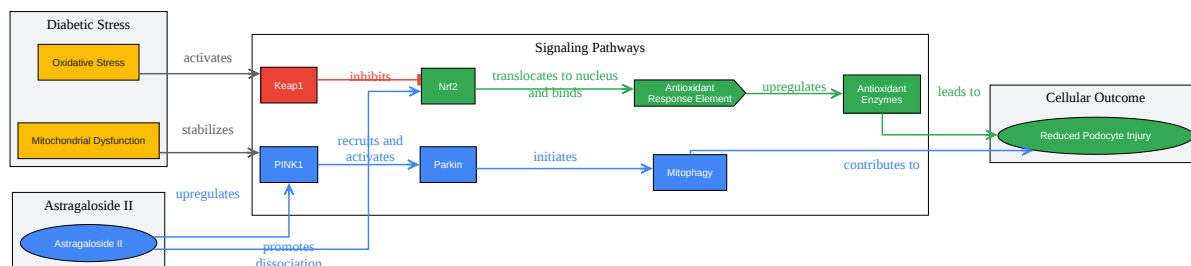 Diabetic Stress
Oxidative Stress
Mitochondrial Dysfunction
activates
stabilizes
Signaling Pathways
Keap1
inhibits
Nrf2
translocates to nucleus
and binds
Antioxidant
Response Element
upregulates
Antioxidant
Enzymes
leads to
PINK1
recruits and
activates
Parkin
initiates
Mitophagy
contributes to
Cellular Outcome
Reduced Podocyte Injury
Astragaloside II
Astragaloside II
upregulates
promotes
dissociation